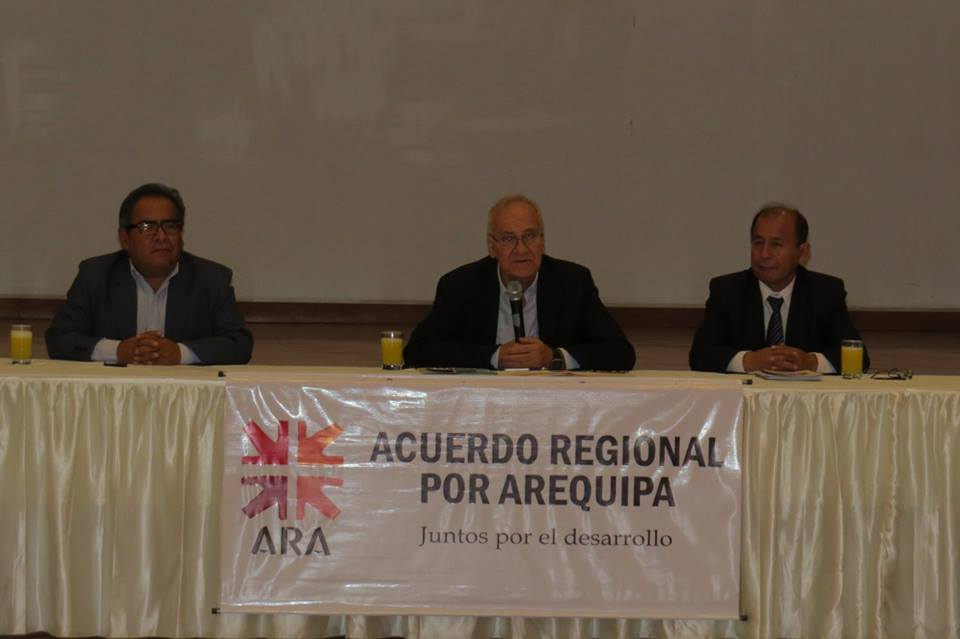 ACUERDO REGIONAL
POR AREQUIPA
Juntos por el desarrollo
ARA